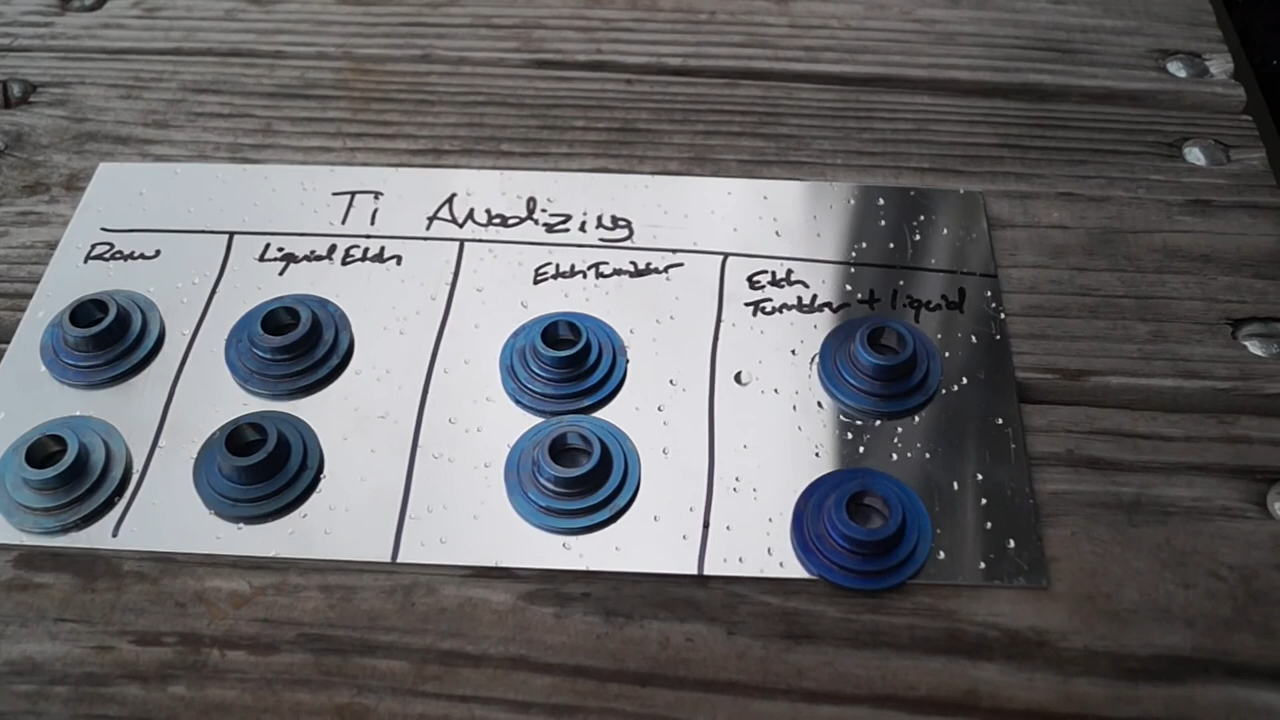 Ti Anodizing
Raw
Liquid Etch
Etch Tumbler
Etch
Tumbler + liquid